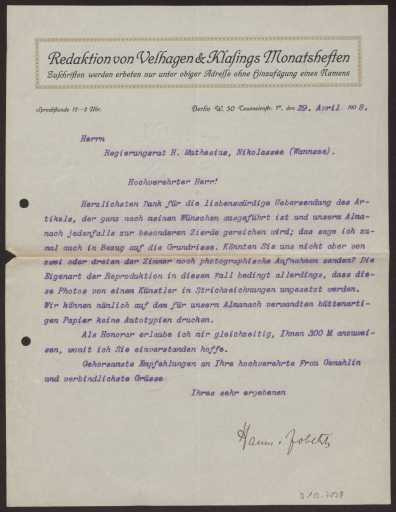 Redaktion von Velhagen & Klasings Monatsheften
Zuschriften werden erbeten nur unter obiger Adresse ohne Hinzufügung eines Namens
Sprechstunde 12–2 Uhr.
Berlin W. 50 Tauenzienstr. 7ᵇ, den 29. April 1908.
Herrn
Regierungsrat H. Muthesius, Nikolassee (Wannsee).
Hochverehrter Herr!
Herzlichsten Dank für die liebenswürdige Uebersendung des Ar-
tikels, der ganz nach meinen Wünschen ausgeführt ist und unserm Alma-
nach jedenfalls zur besonderen Zierde gereichen wird; das sage ich zu-
mal auch in Bezug auf die Grundrisse. Könnten Sie uns nicht aber von
zwei oder dreien der Zimmer noch photographische Aufnahmen senden? Die
Eigenart der Reproduktion in diesem Fall bedingt allerdings, dass die-
se Photos von einem Künstler in Strichzeichnungen umgesetzt werden.
Wir können nämlich auf dem für unsern Almanach verwandten büttenarti-
gen Papier keine Autotypien drucken.
Als Honorar erlaube ich mir gleichzeitig, Ihnen 300 M anzuwei-
sen, womit ich Sie einverstanden hoffe.
Gehorsamste Empfehlungen an Ihre hochverehrte Frau Gemahlin
und verbindlichste Grüsse
Ihres sehr ergebenen
Hanns v. Zobeltitz